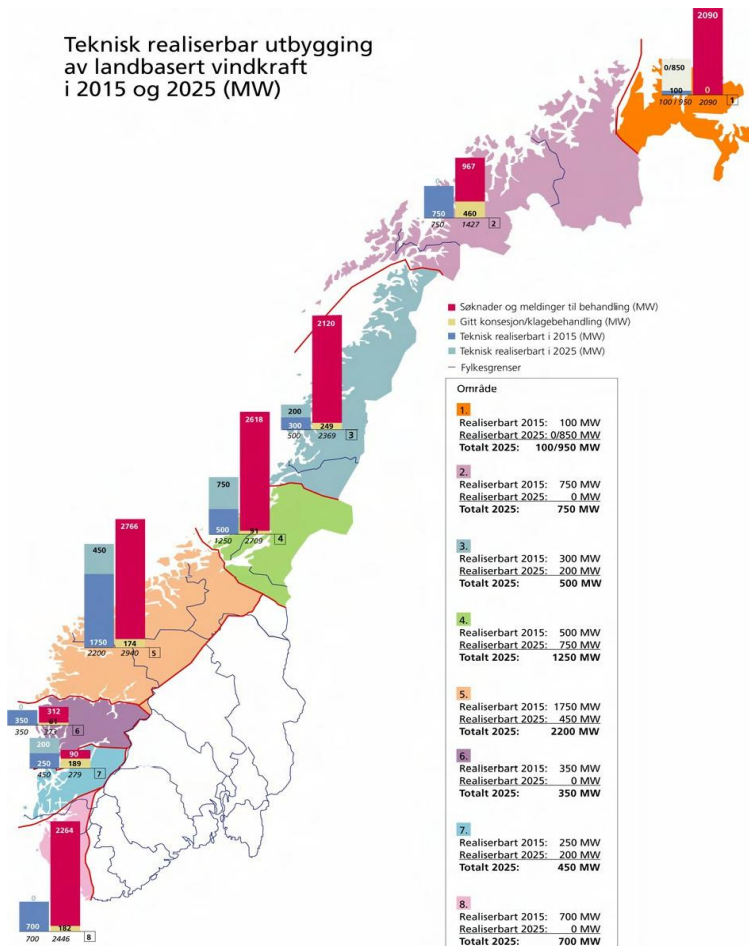 Teknisk realiserbar utbygging
av landbasert vindkraft
i 2015 og 2025 (MW)
2090
0/850
100
0
100 / 950
2090
1
0
967
750
460
750
1427
2
Søknader og meldinger til behandling (MW)
Gitt konsesjon/klagebehandling (MW)
Teknisk realiserbart i 2015 (MW)
Teknisk realiserbart i 2025 (MW)
Fylkesgrenser
2120
200
300
249
500
2369
3
2618
750
500
91
1250
2709
4
2766
450
1750
174
2200
2940
5
0
312
350
61
350
373
6
200
90
250
189
450
279
7
2264
0
700
182
700
2446
8
Område
1.
Realiserbart 2015: 100 MW
Realiserbart 2025: 0/850 MW
Totalt 2025: 100/950 MW
2.
Realiserbart 2015: 750 MW
Realiserbart 2025: 0 MW
Totalt 2025: 750 MW
3.
Realiserbart 2015: 300 MW
Realiserbart 2025: 200 MW
Totalt 2025: 500 MW
4.
Realiserbart 2015: 500 MW
Realiserbart 2025: 750 MW
Totalt 2025: 1250 MW
5.
Realiserbart 2015: 1750 MW
Realiserbart 2025: 450 MW
Totalt 2025: 2200 MW
6.
Realiserbart 2015: 350 MW
Realiserbart 2025: 0 MW
Totalt 2025: 350 MW
7.
Realiserbart 2015: 250 MW
Realiserbart 2025: 200 MW
Totalt 2025: 450 MW
8.
Realiserbart 2015: 700 MW
Realiserbart 2025: 0 MW
Totalt 2025: 700 MW